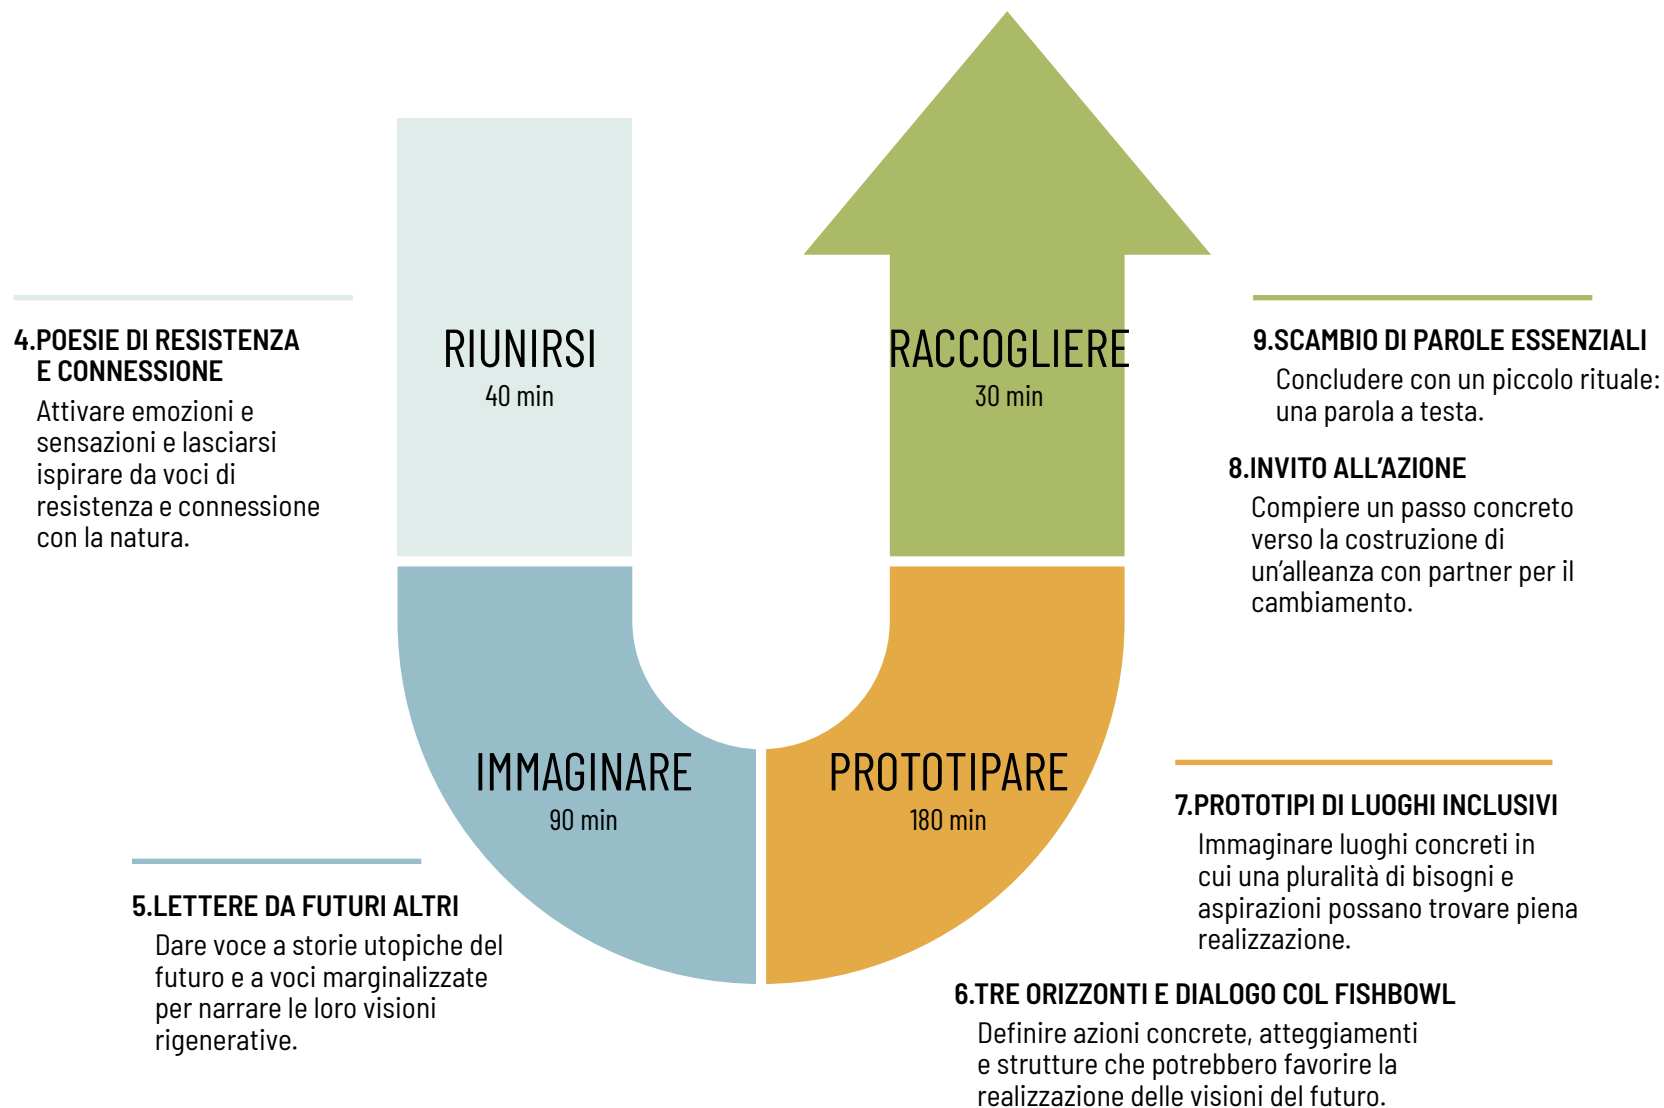 4.POESIE DI RESISTENZA
E CONNESSIONE
Attivare emozioni e
sensazioni e lasciarsi
ispirare da voci di
resistenza e connessione
con la natura.
RIUNIRSI
40 min
RACCOGLIERE
30 min
9.SCAMBIO DI PAROLE ESSENZIALI
Concludere con un piccolo rituale:
una parola a testa.
8.INVITO ALL’AZIONE
Compiere un passo concreto
verso la costruzione di
un’alleanza con partner per il
cambiamento.
IMMAGINARE
90 min
PROTOTIPARE
180 min
7.PROTOTIPI DI LUOGHI INCLUSIVI
Immaginare luoghi concreti in
cui una pluralità di bisogni e
aspirazioni possano trovare piena
realizzazione.
5.LETTERE DA FUTURI ALTRI
Dare voce a storie utopiche del
futuro e a voci marginalizzate
per narrare le loro visioni
rigenerative.
6.TRE ORIZZONTI E DIALOGO COL FISHBOWL
Definire azioni concrete, atteggiamenti
e strutture che potrebbero favorire la
realizzazione delle visioni del futuro.